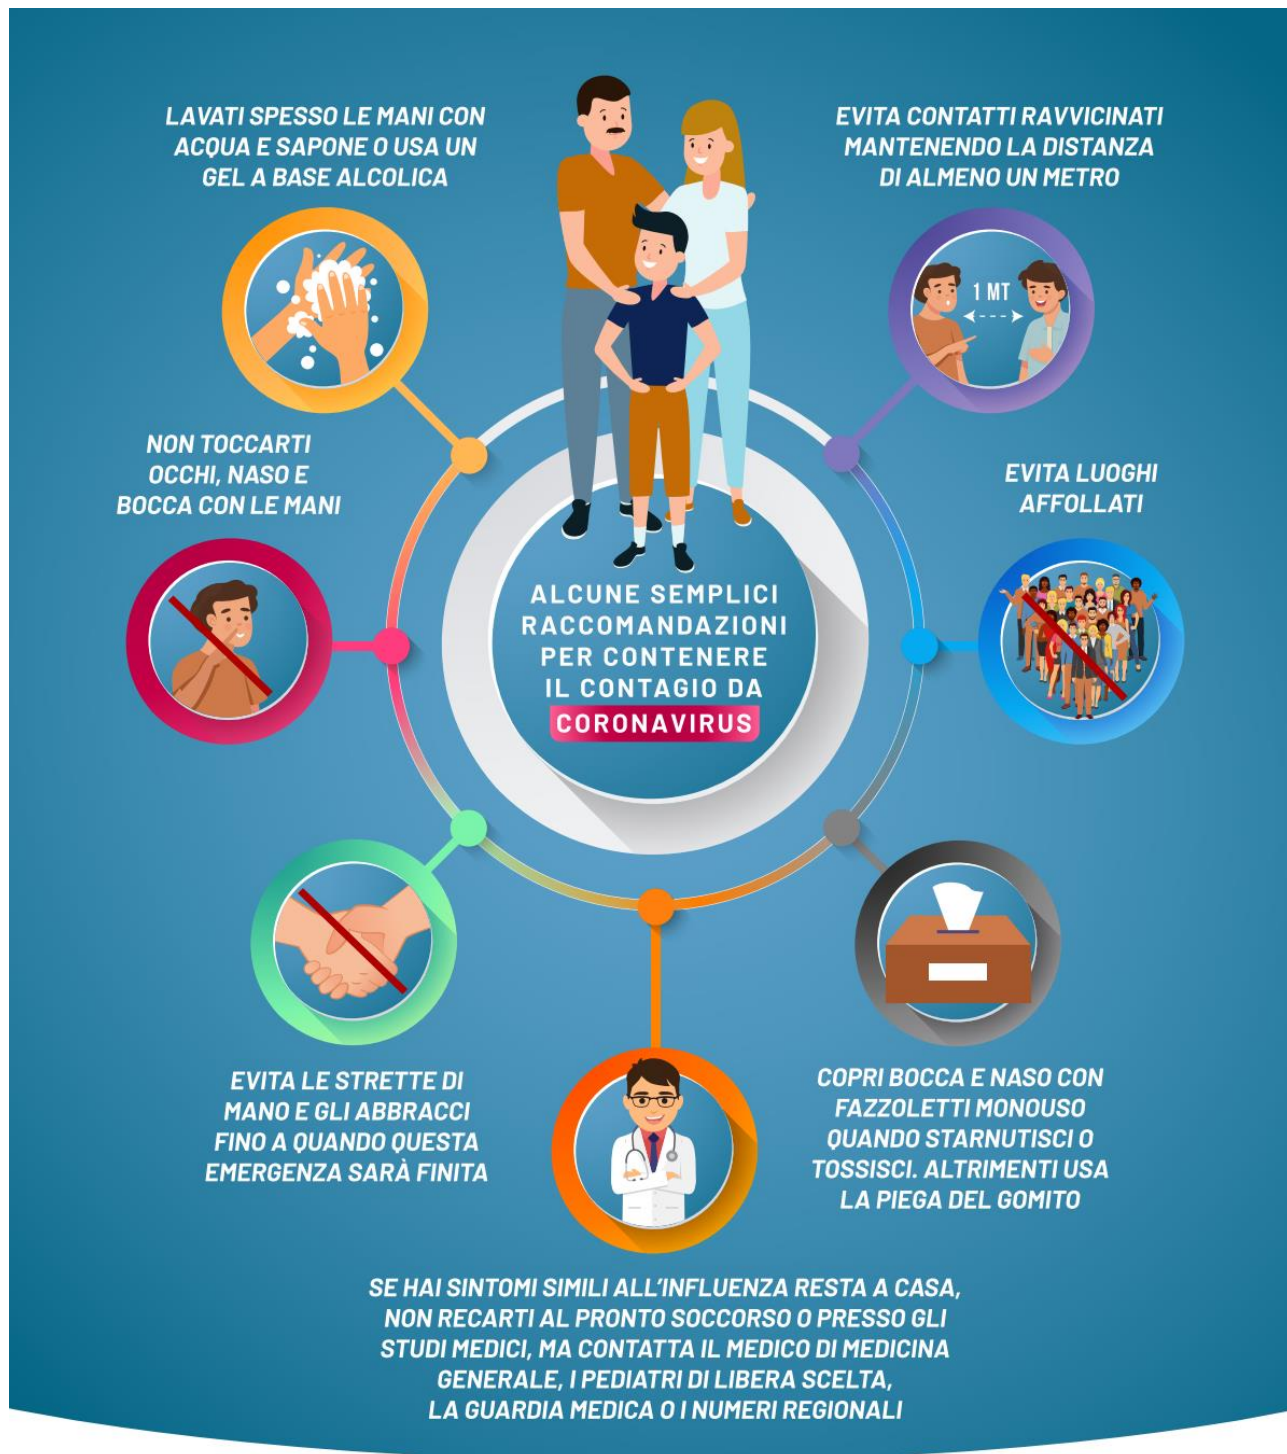 LAVATI SPESSO LE MANI CON
ACQUA E SAPONE O USA UN
GEL A BASE ALCOLICA
EVITA CONTATTI RAVVICINATI
MANTENENDO LA DISTANZA
DI ALMENO UN METRO
1 MT
NON TOCCARTI
OCCHI, NASO E
BOCCA CON LE MANI
EVITA LUOGHI
AFFOLLATI
ALCUNE SEMPLICI
RACCOMANDAZIONI
PER CONTENERE
IL CONTAGIO DA
CORONAVIRUS
EVITA LE STRETTE DI
MANO E GLI ABBRACCI
FINO A QUANDO QUESTA
EMERGENZA SARÀ FINITA
COPRI BOCCA E NASO CON
FAZZOLETTI MONOUSO
QUANDO STARNUTISCI O
TOSSISCI. ALTRIMENTI USA
LA PIEGA DEL GOMITO
SE HAI SINTOMI SIMILI ALL'INFLUENZA RESTA A CASA,
NON RECARTI AL PRONTO SOCCORSO O PRESSO GLI
STUDI MEDICI, MA CONTATTA IL MEDICO DI MEDICINA
GENERALE, I PEDIATRI DI LIBERA SCELTA,
LA GUARDIA MEDICA O I NUMERI REGIONALI